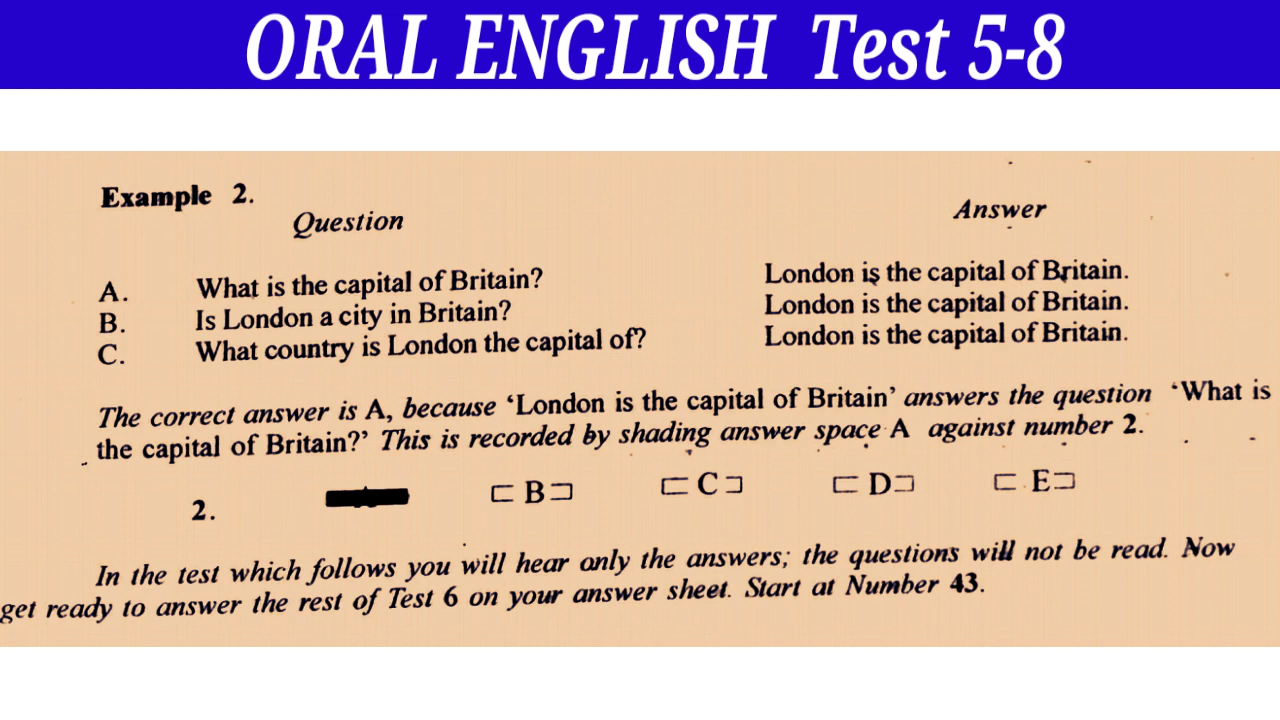 ORAL ENGLISH Test 5-8
Example 2.
Question Answer
A. What is the capital of Britain? London is the capital of Britain.
B. Is London a city in Britain? London is the capital of Britain.
C. What country is London the capital of? London is the capital of Britain.
The correct answer is A, because ‘London is the capital of Britain’ answers the question ‘What is
the capital of Britain?’ This is recorded by shading answer space A against number 2.
2. [B] [C] [D] [E]
In the test which follows you will hear only the answers; the questions will not be read. Now
get ready to answer the rest of Test 6 on your answer sheet. Start at Number 43.